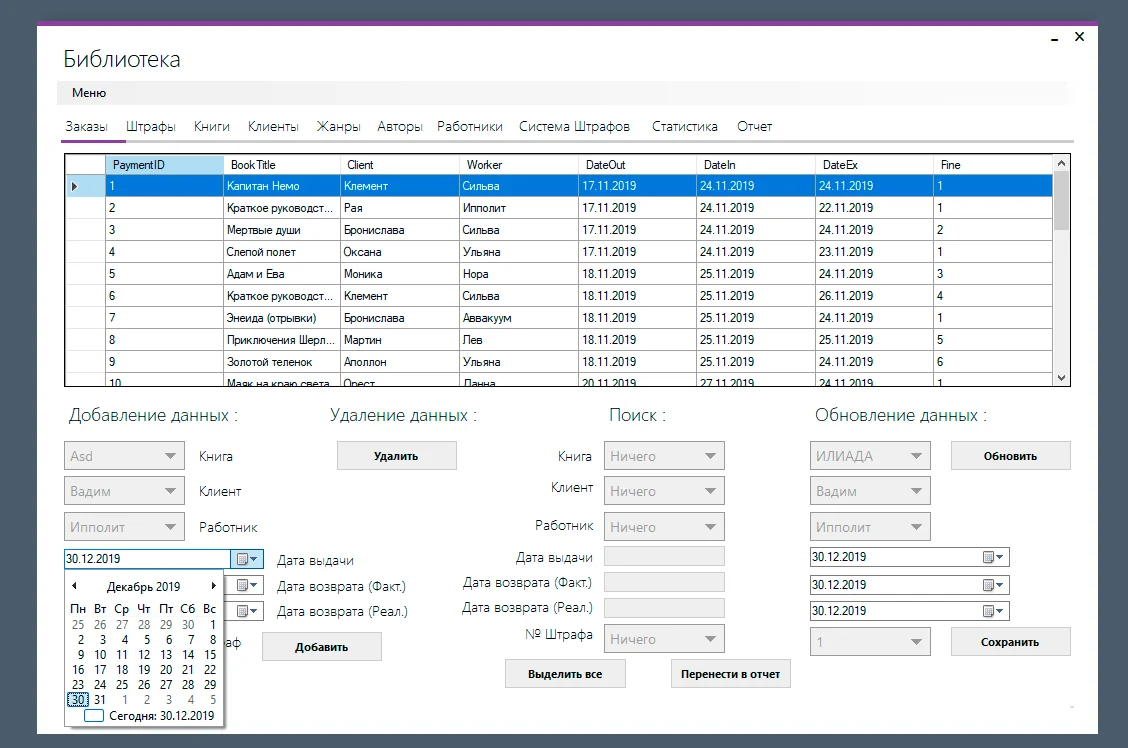 Библиотека
Меню
Заказы Штрафы Книги Клиенты Жанры Авторы Работники Система Штрафов Статистика Отчет
PaymentID BookTitle Client Worker DateOut DateIn DateEx Fine
1 Капитан Немо Клемент Сильва 17.11.2019 24.11.2019 24.11.2019 1
2 Краткое руководст... Рая Ипполит 17.11.2019 24.11.2019 22.11.2019 1
3 Мертвые души Бронислава Сильва 17.11.2019 24.11.2019 24.11.2019 2
4 Слепой полет Оксана Ульяна 17.11.2019 24.11.2019 23.11.2019 1
5 Адам и Ева Моника Нора 18.11.2019 25.11.2019 24.11.2019 3
6 Краткое руководст... Клемент Сильва 18.11.2019 25.11.2019 26.11.2019 4
7 Энеида (отрывки) Бронислава Аввакуум 18.11.2019 25.11.2019 24.11.2019 1
8 Приключения Шерл... Мартин Лев 18.11.2019 25.11.2019 25.11.2019 5
9 Золотой теленок Аполлон Ульяна 18.11.2019 25.11.2019 24.11.2019 6
10 Маяк на краю света Орест 20.11.2019 27.11.2019 24.11.2019 1
Добавление данных : Удаление данных : Поиск : Обновление данных :
Asd Книга Удалить Книга Ничего ИЛИАДА Обновить
Вадим Клиент Клиент Ничего Вадим
Ипполит Работник Работник Ничего Ипполит
30.12.2019 Дата выдачи Дата выдачи 30.12.2019
Дата возврата (Факт.) Дата возврата (Факт.) 30.12.2019
Дата возврата (Реал.) Дата возврата (Реал.) 30.12.2019
аф Добавить № Штрафа Ничего 1 Сохранить
Выделить все Перенести в отчет
Декабрь 2019
Пн Вт Ср Чт Пт Сб Вс
25 26 27 28 29 30 1
2 3 4 5 6 7 8
9 10 11 12 13 14 15
16 17 18 19 20 21 22
23 24 25 26 27 28 29
30 31 1 2 3 4 5
Сегодня: 30.12.2019